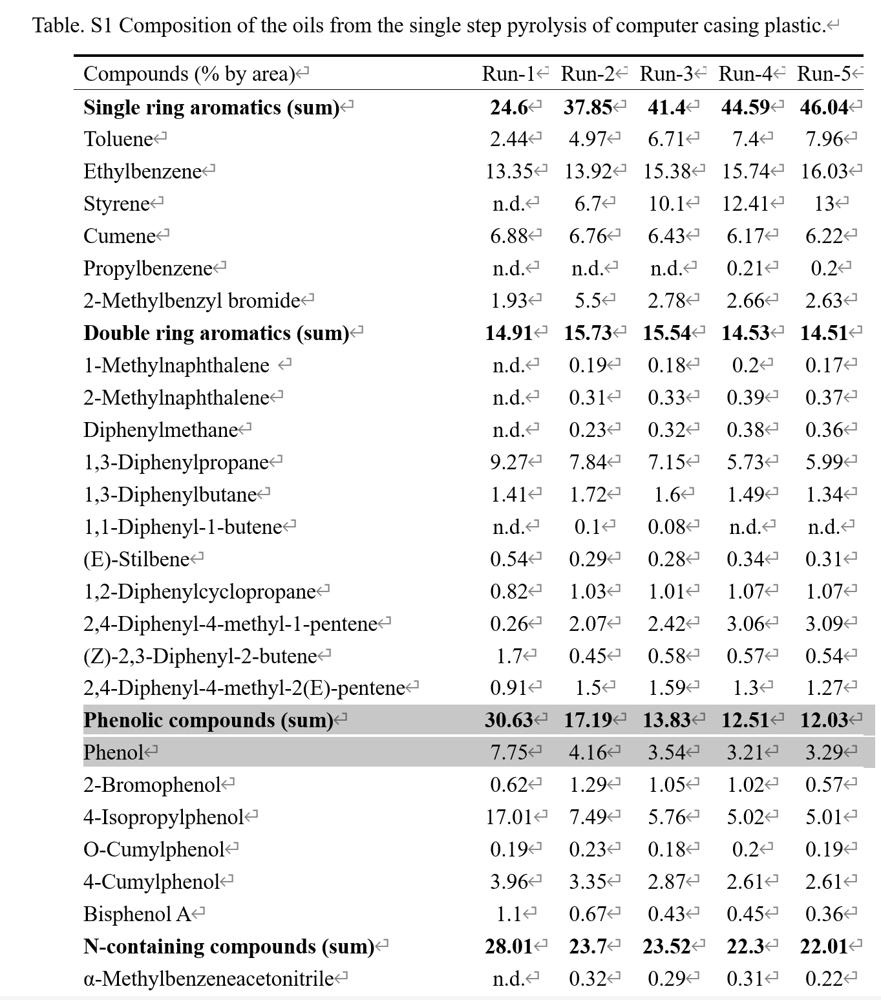 Table. S1 Composition of the oils from the single step pyrolysis of computer casing plastic.↵
Compounds (% by area)↵ Run-1↵ Run-2↵ Run-3↵ Run-4↵ Run-5↵
Single ring aromatics (sum)↵ 24.6↵ 37.85↵ 41.4↵ 44.59↵ 46.04↵
Toluene↵ 2.44↵ 4.97↵ 6.71↵ 7.4↵ 7.96↵
Ethylbenzene↵ 13.35↵ 13.92↵ 15.38↵ 15.74↵ 16.03↵
Styrene↵ n.d.↵ 6.7↵ 10.1↵ 12.41↵ 13↵
Cumene↵ 6.88↵ 6.76↵ 6.43↵ 6.17↵ 6.22↵
Propylbenzene↵ n.d.↵ n.d.↵ n.d.↵ 0.21↵ 0.2↵
2-Methylbenzyl bromide↵ 1.93↵ 5.5↵ 2.78↵ 2.66↵ 2.63↵
Double ring aromatics (sum)↵ 14.91↵ 15.73↵ 15.54↵ 14.53↵ 14.51↵
1-Methylnaphthalene ↵ n.d.↵ 0.19↵ 0.18↵ 0.2↵ 0.17↵
2-Methylnaphthalene↵ n.d.↵ 0.31↵ 0.33↵ 0.39↵ 0.37↵
Diphenylmethane↵ n.d.↵ 0.23↵ 0.32↵ 0.38↵ 0.36↵
1,3-Diphenylpropane↵ 9.27↵ 7.84↵ 7.15↵ 5.73↵ 5.99↵
1,3-Diphenylbutane↵ 1.41↵ 1.72↵ 1.6↵ 1.49↵ 1.34↵
1,1-Diphenyl-1-butene↵ n.d.↵ 0.1↵ 0.08↵ n.d.↵ n.d.↵
(E)-Stilbene↵ 0.54↵ 0.29↵ 0.28↵ 0.34↵ 0.31↵
1,2-Diphenylcyclopropane↵ 0.82↵ 1.03↵ 1.01↵ 1.07↵ 1.07↵
2,4-Diphenyl-4-methyl-1-pentene↵ 0.26↵ 2.07↵ 2.42↵ 3.06↵ 3.09↵
(Z)-2,3-Diphenyl-2-butene↵ 1.7↵ 0.45↵ 0.58↵ 0.57↵ 0.54↵
2,4-Diphenyl-4-methyl-2(E)-pentene↵ 0.91↵ 1.5↵ 1.59↵ 1.3↵ 1.27↵
Phenolic compounds (sum)↵ 30.63↵ 17.19↵ 13.83↵ 12.51↵ 12.03↵
Phenol↵ 7.75↵ 4.16↵ 3.54↵ 3.21↵ 3.29↵
2-Bromophenol↵ 0.62↵ 1.29↵ 1.05↵ 1.02↵ 0.57↵
4-Isopropylphenol↵ 17.01↵ 7.49↵ 5.76↵ 5.02↵ 5.01↵
O-Cumylphenol↵ 0.19↵ 0.23↵ 0.18↵ 0.2↵ 0.19↵
4-Cumylphenol↵ 3.96↵ 3.35↵ 2.87↵ 2.61↵ 2.61↵
Bisphenol A↵ 1.1↵ 0.67↵ 0.43↵ 0.45↵ 0.36↵
N-containing compounds (sum)↵ 28.01↵ 23.7↵ 23.52↵ 22.3↵ 22.01↵
α-Methylbenzeneacetonitrile↵ n.d.↵ 0.32↵ 0.29↵ 0.31↵ 0.22↵